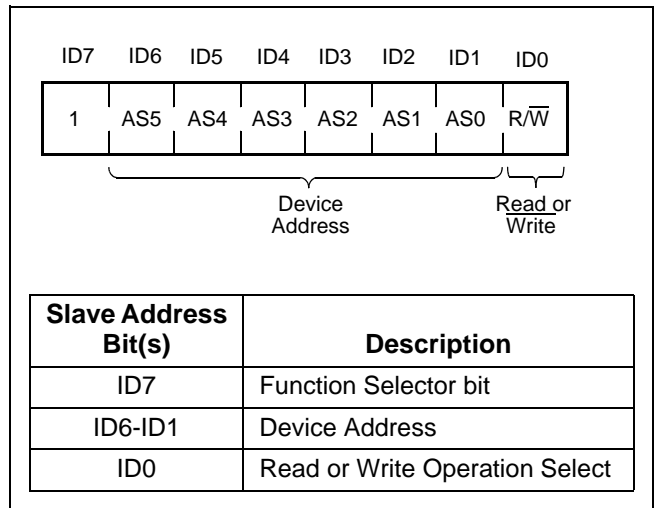 ID7 ID6 ID5 ID4 ID3 ID2 ID1 ID0
1 AS5 AS4 AS3 AS2 AS1 AS0 R/W̅
Device Read or
Address Write
Slave Address
Bit(s) Description
ID7 Function Selector bit
ID6-ID1 Device Address
ID0 Read or Write Operation Select